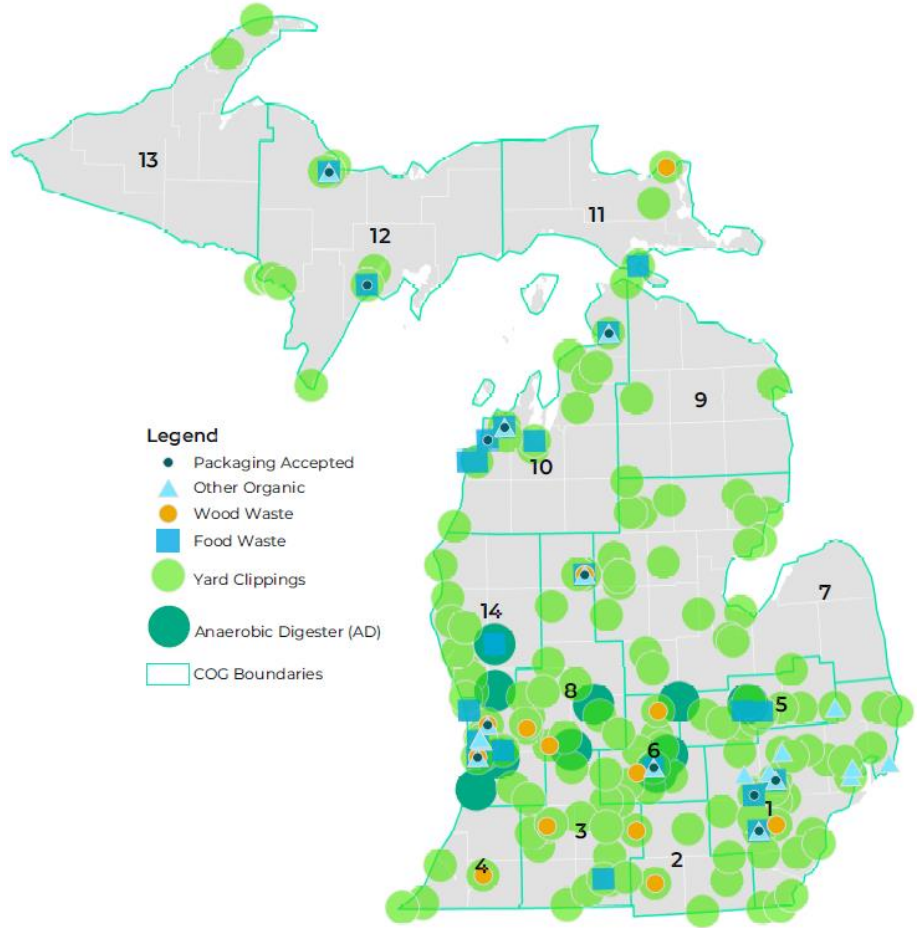 13
12
11
9
10
Legend
Packaging Accepted
Other Organic
Wood Waste
Food Waste
Yard Clippings
Anaerobic Digester (AD)
COG Boundaries
7
14
8
5
6
1
3
2
4